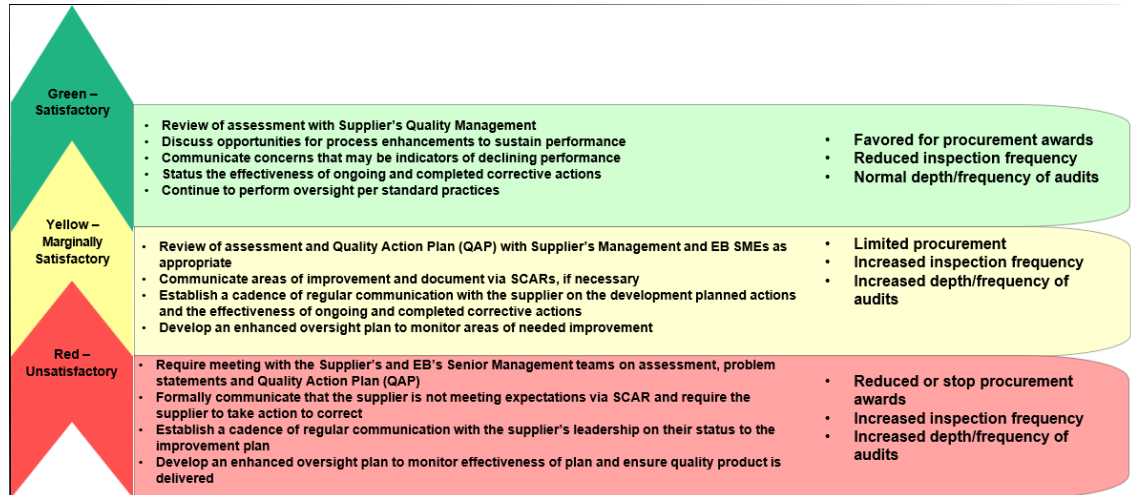 Green –
Satisfactory
• Review of assessment with Supplier's Quality Management
• Discuss opportunities for process enhancements to sustain performance
• Communicate concerns that may be indicators of declining performance
• Status the effectiveness of ongoing and completed corrective actions
• Continue to perform oversight per standard practices
• Favored for procurement awards
• Reduced inspection frequency
• Normal depth/frequency of audits
Yellow –
Marginally
Satisfactory
• Review of assessment and Quality Action Plan (QAP) with Supplier's Management and EB SMEs as
appropriate
• Communicate areas of improvement and document via SCARs, if necessary
• Establish a cadence of regular communication with the supplier on the development planned actions
and the effectiveness of ongoing and completed corrective actions
• Develop an enhanced oversight plan to monitor areas of needed improvement
• Limited procurement
• Increased inspection frequency
• Increased depth/frequency of
audits
Red –
Unsatisfactory
• Require meeting with the Supplier's and EB's Senior Management teams on assessment, problem
statements and Quality Action Plan (QAP)
• Formally communicate that the supplier is not meeting expectations via SCAR and require the
supplier to take action to correct
• Establish a cadence of regular communication with the supplier's leadership on their status to the
improvement plan
• Develop an enhanced oversight plan to monitor effectiveness of plan and ensure quality product is
delivered
• Reduced or stop procurement
awards
• Increased inspection frequency
• Increased depth/frequency of
audits